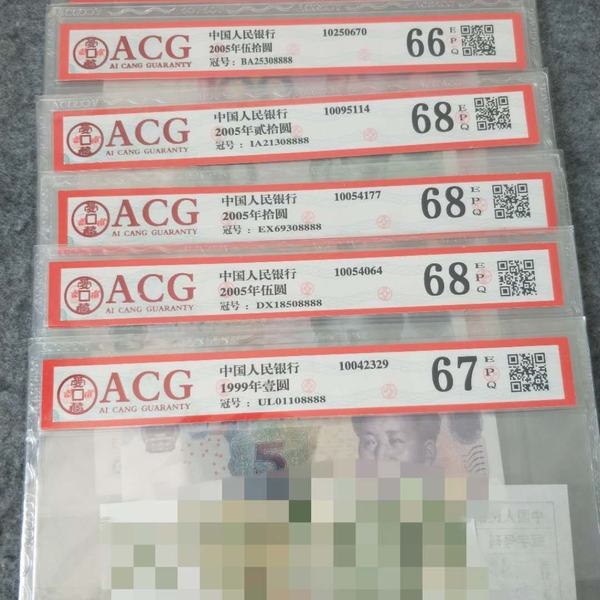 ACG
AI CANG GUARANTY
中国人民银行
2005年伍拾圆
冠号：BA25308888
10250670
66
EPQ
ACG
AI CANG GUARANTY
中国人民银行
2005年贰拾圆
冠号：IA21308888
10095114
68
EPQ
ACG
AI CANG GUARANTY
中国人民银行
2005年拾圆
冠号：EX69308888
10054177
68
EPQ
ACG
AI CANG GUARANTY
中国人民银行
2005年伍圆
冠号：DX18508888
10054064
68
EPQ
ACG
AI CANG GUARANTY
中国人民银行
1999年壹圆
冠号：UL01108888
10042329
67
EPQ
5
中国人民